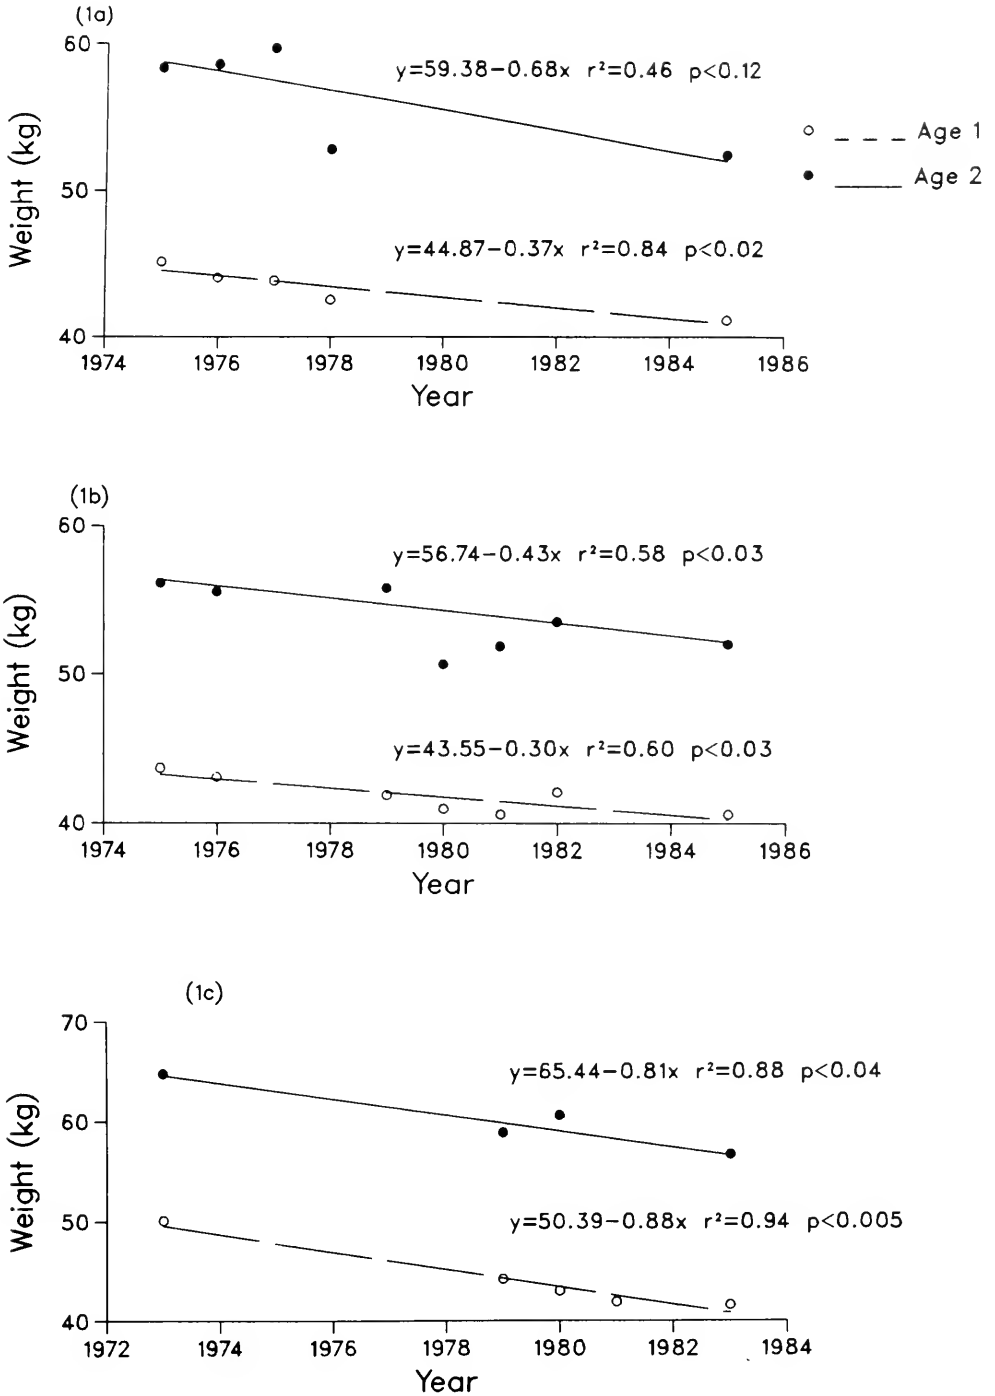 (1a)
60
y=59.38-0.68x r²=0.46 p<0.12
Age 1
Age 2
50
Weight (kg)
y=44.87-0.37x r²=0.84 p<0.02
40
1974 1976 1978 1980 1982 1984 1986
Year
(1b)
60
y=56.74-0.43x r²=0.58 p<0.03
Weight (kg)
50
y=43.55-0.30x r²=0.60 p<0.03
40
1974 1976 1978 1980 1982 1984 1986
Year
(1c)
70
y=65.44-0.81x r²=0.88 p<0.04
60
Weight (kg)
50
y=50.39-0.88x r²=0.94 p<0.005
40
1972 1974 1976 1978 1980 1982 1984
Year